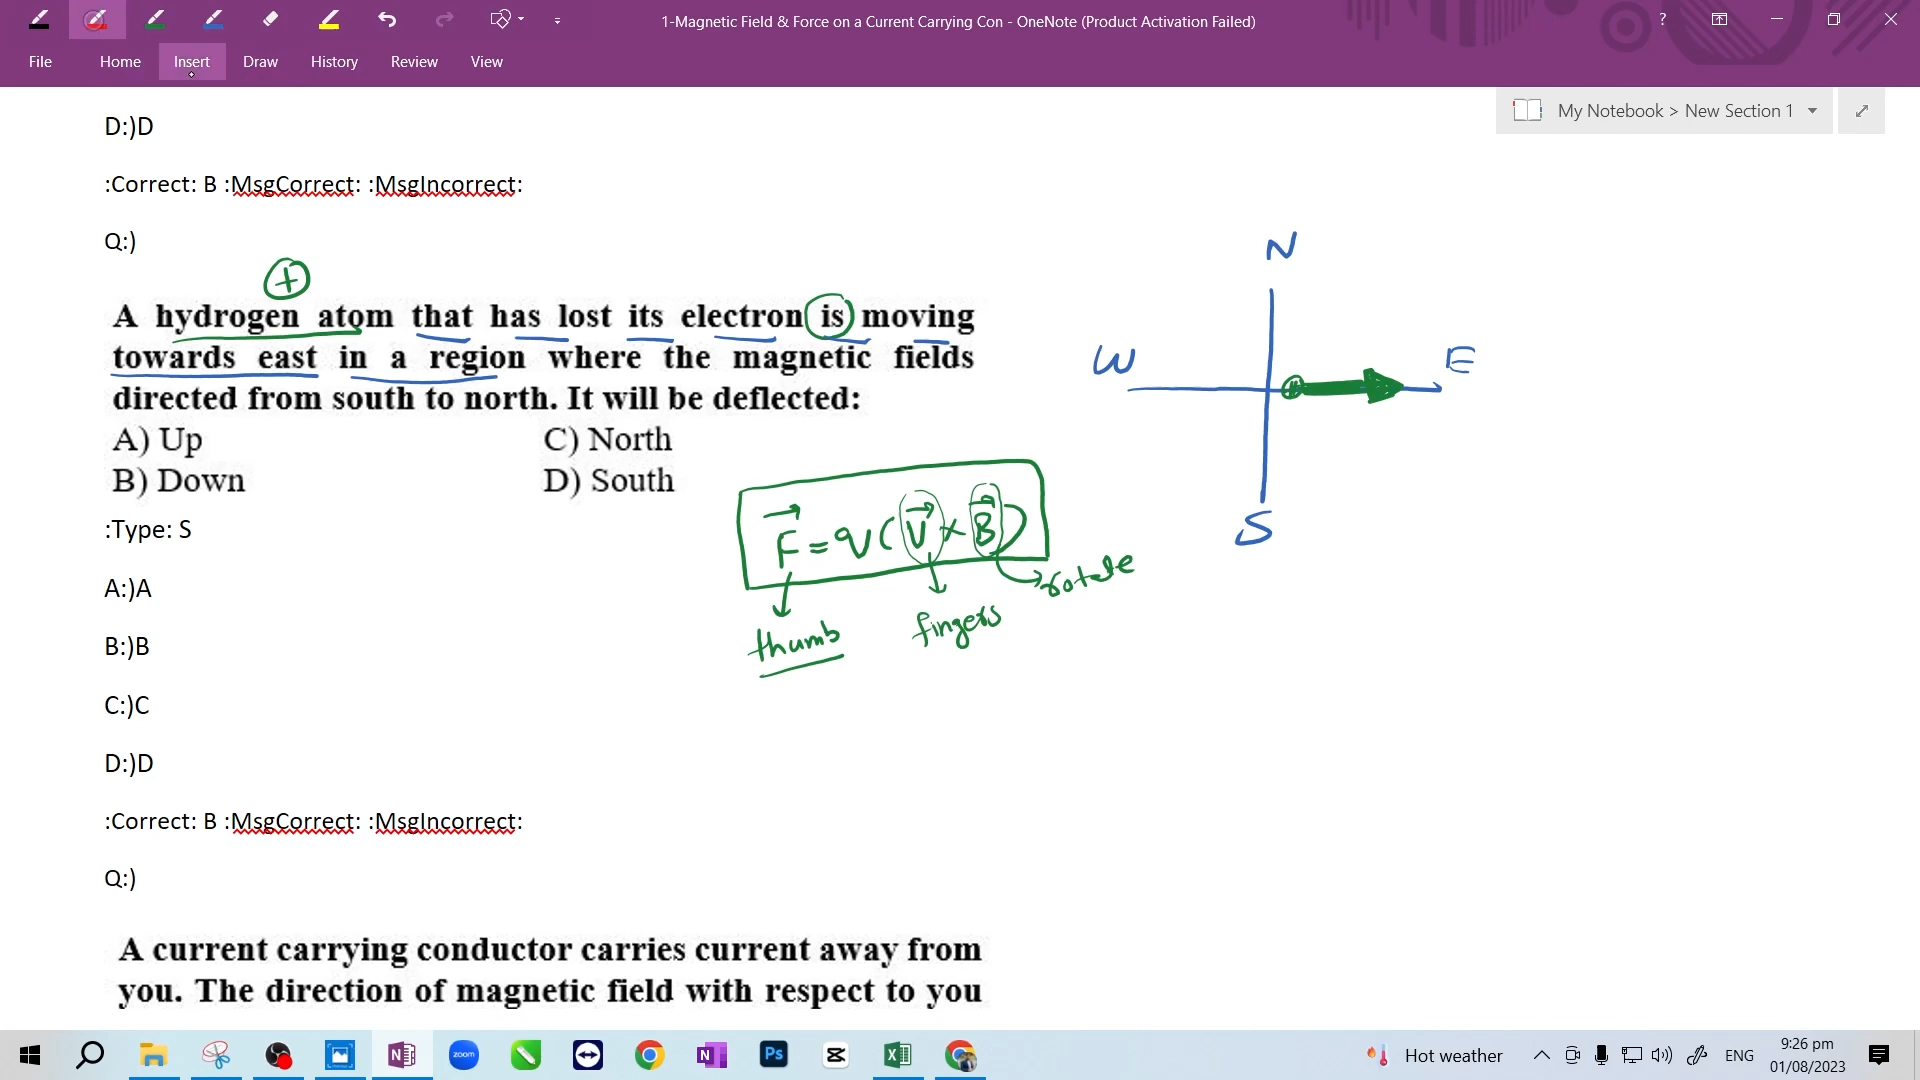 1-Magnetic Field & Force on a Current Carrying Con - OneNote (Product Activation Failed)
?
File Home Insert Draw History Review View
My Notebook > New Section 1
D:)D
:Correct: B :MsgCorrect: :MsgIncorrect:
Q:)
+
A hydrogen atom that has lost its electron is moving
towards east in a region where the magnetic fields
directed from south to north. It will be deflected:
A) Up C) North
B) Down D) South
N
W E
S
F = q(V × B)
rotate
thumb fingers
:Type: S
A:)A
B:)B
C:)C
D:)D
:Correct: B :MsgCorrect: :MsgIncorrect:
Q:)
A current carrying conductor carries current away from
you. The direction of magnetic field with respect to you
zoom
N
N
Ps
X
Hot weather
ENG
9:26 pm
01/08/2023